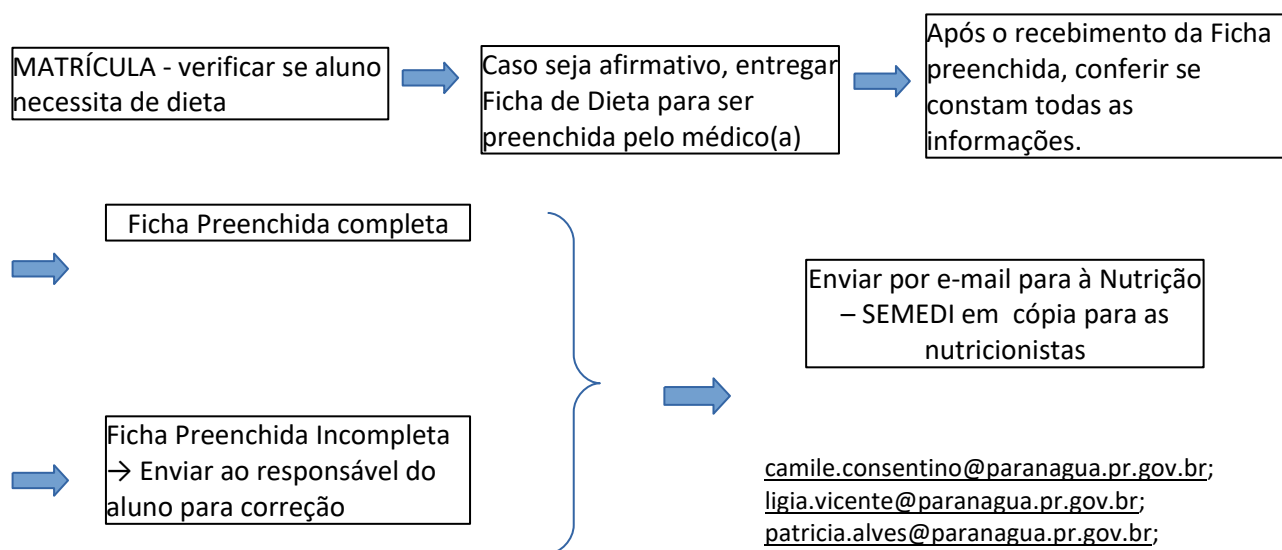 MATRÍCULA - verificar se aluno
necessita de dieta
Caso seja afirmativo, entregar
Ficha de Dieta para ser
preenchida pelo médico(a)
Após o recebimento da Ficha
preenchida, conferir se
constam todas as
informações.
Ficha Preenchida completa
Ficha Preenchida Incompleta
→ Enviar ao responsável do
aluno para correção
Enviar por e-mail para à Nutrição
– SEMEDI em cópia para as
nutricionistas
camile.consentino@paranagua.pr.gov.br;
ligia.vicente@paranagua.pr.gov.br;
patricia.alves@paranagua.pr.gov.br;